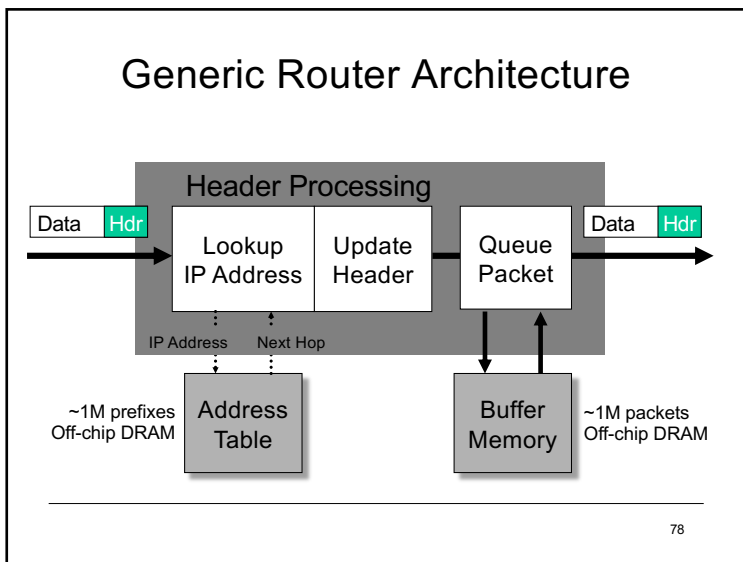 Generic Router Architecture
Header Processing
Data Hdr
Lookup
IP Address
Update
Header
Queue
Packet
Data Hdr
IP Address
Next Hop
~1M prefixes
Off-chip DRAM
Address
Table
Buffer
Memory
~1M packets
Off-chip DRAM
78